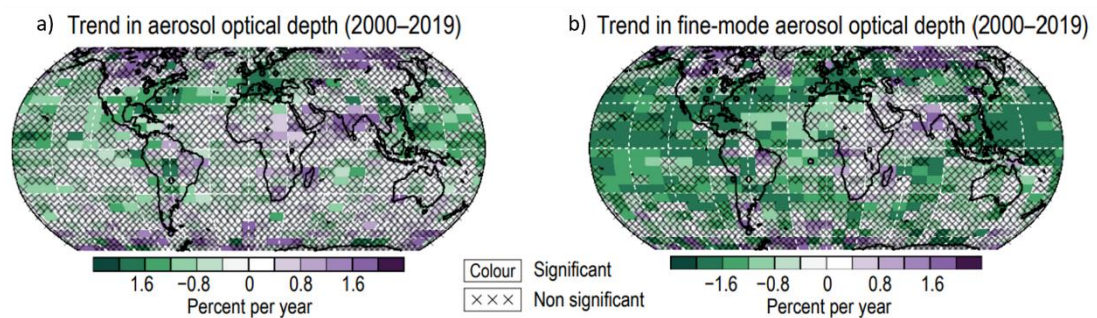 a) Trend in aerosol optical depth (2000–2019)
b) Trend in fine-mode aerosol optical depth (2000–2019)
1.6 −0.8 0 0.8 1.6
Percent per year
Colour Significant
××× Non significant
−1.6 −0.8 0 0.8 1.6
Percent per year